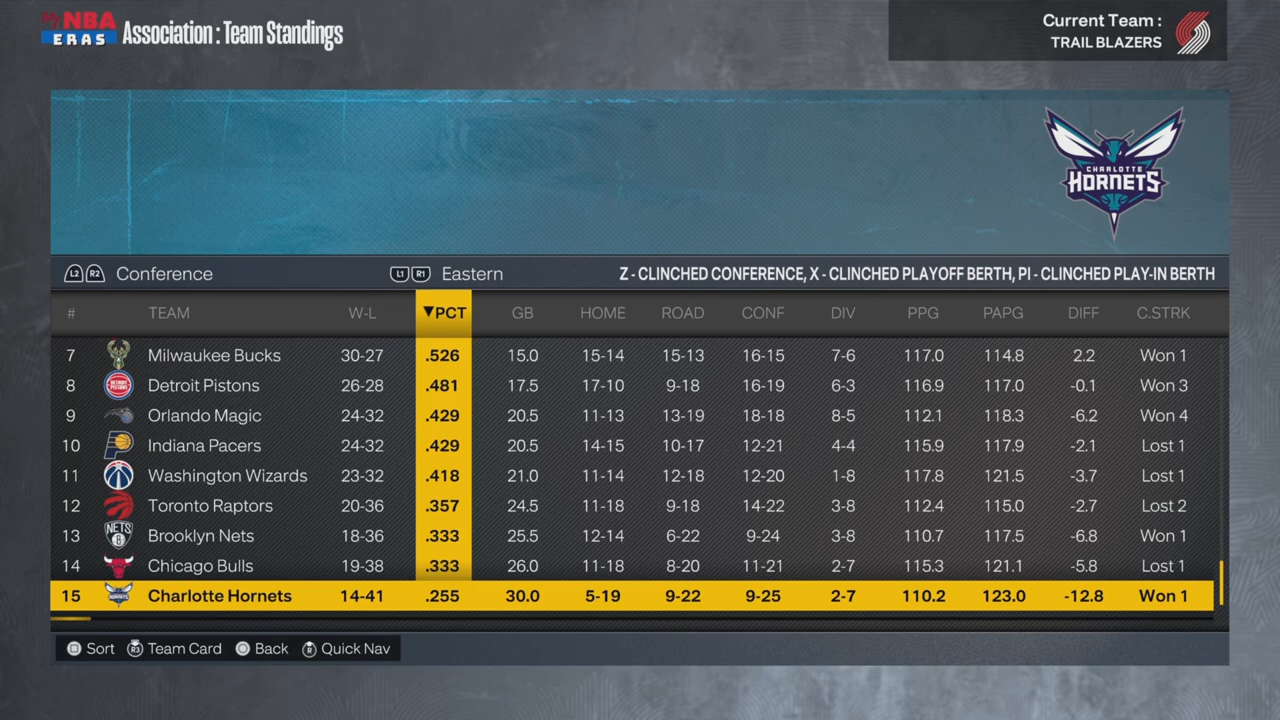 My NBA ERAS Association : Team Standings
Current Team :
TRAIL BLAZERS
CHARLOTTE
HORNETS
L2 R2 Conference L1 R1 Eastern Z - CLINCHED CONFERENCE, X - CLINCHED PLAYOFF BERTH, PI - CLINCHED PLAY-IN BERTH
# TEAM W-L ▼PCT GB HOME ROAD CONF DIV PPG PAPG DIFF C.STRK
7 Milwaukee Bucks 30-27 .526 15.0 15-14 15-13 16-15 7-6 117.0 114.8 2.2 Won 1
8 Detroit Pistons 26-28 .481 17.5 17-10 9-18 16-19 6-3 116.9 117.0 -0.1 Won 3
9 Orlando Magic 24-32 .429 20.5 11-13 13-19 18-18 8-5 112.1 118.3 -6.2 Won 4
10 Indiana Pacers 24-32 .429 20.5 14-15 10-17 12-21 4-4 115.9 117.9 -2.1 Lost 1
11 Washington Wizards 23-32 .418 21.0 11-14 12-18 12-20 1-8 117.8 121.5 -3.7 Lost 1
12 Toronto Raptors 20-36 .357 24.5 11-18 9-18 14-22 3-8 112.4 115.0 -2.7 Lost 2
13 NETS B Brooklyn Nets 18-36 .333 25.5 12-14 6-22 9-24 3-8 110.7 117.5 -6.8 Won 1
14 Chicago Bulls 19-38 .333 26.0 11-18 8-20 11-21 2-7 115.3 121.1 -5.8 Lost 1
15 Charlotte Hornets 14-41 .255 30.0 5-19 9-22 9-25 2-7 110.2 123.0 -12.8 Won 1
Sort R3 Team Card Back R Quick Nav